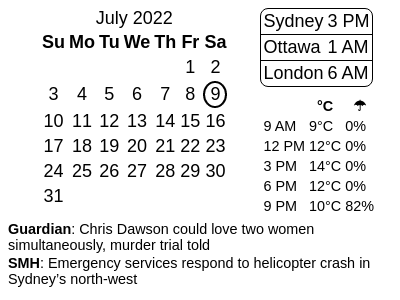 July 2022
Su Mo Tu We Th Fr Sa
1 2
3 4 5 6 7 8 9
10 11 12 13 14 15 16
17 18 19 20 21 22 23
24 25 26 27 28 29 30
31
Sydney 3 PM
Ottawa 1 AM
London 6 AM
°C ☂
9 AM 9°C 0%
12 PM 12°C 0%
3 PM 14°C 0%
6 PM 12°C 0%
9 PM 10°C 82%
Guardian: Chris Dawson could love two women
simultaneously, murder trial told
SMH: Emergency services respond to helicopter crash in
Sydney’s north-west